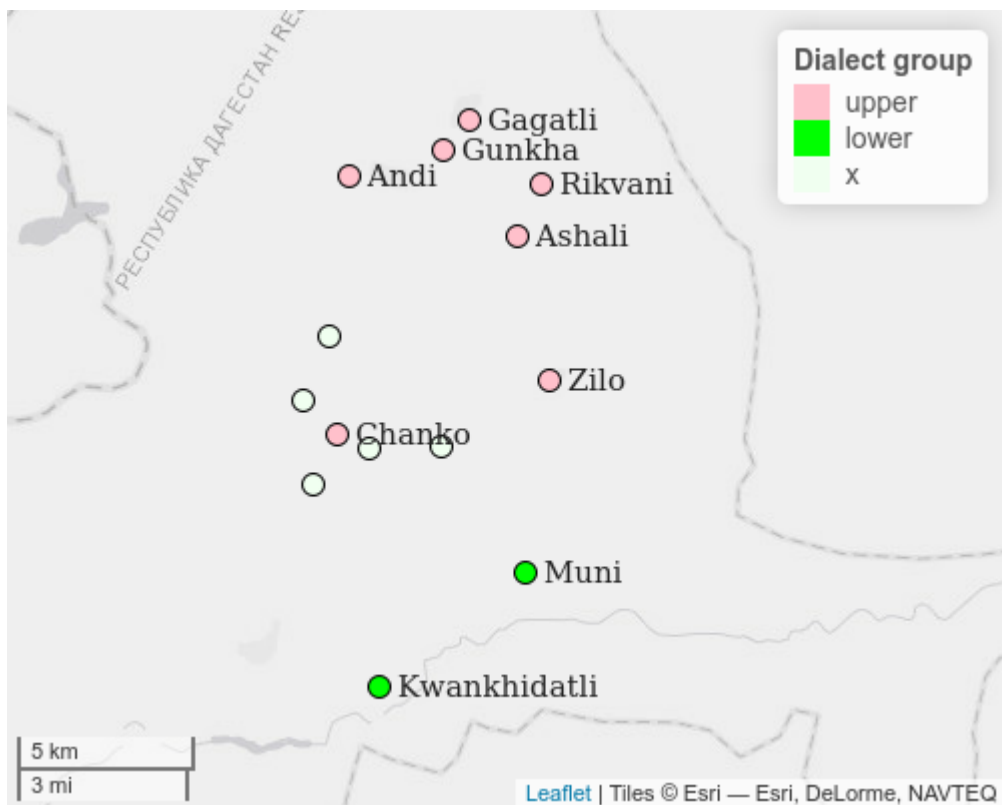 РЕСПУБЛИКА ДАГЕСТАН RES
Dialect group
upper
lower
x
Gagatli
Gunkha
Andi
Rikvani
Ashali
Zilo
Chanko
Muni
Kwankhidatli
5 km
3 mi
Leaflet | Tiles © Esri — Esri, DeLorme, NAVTEQ